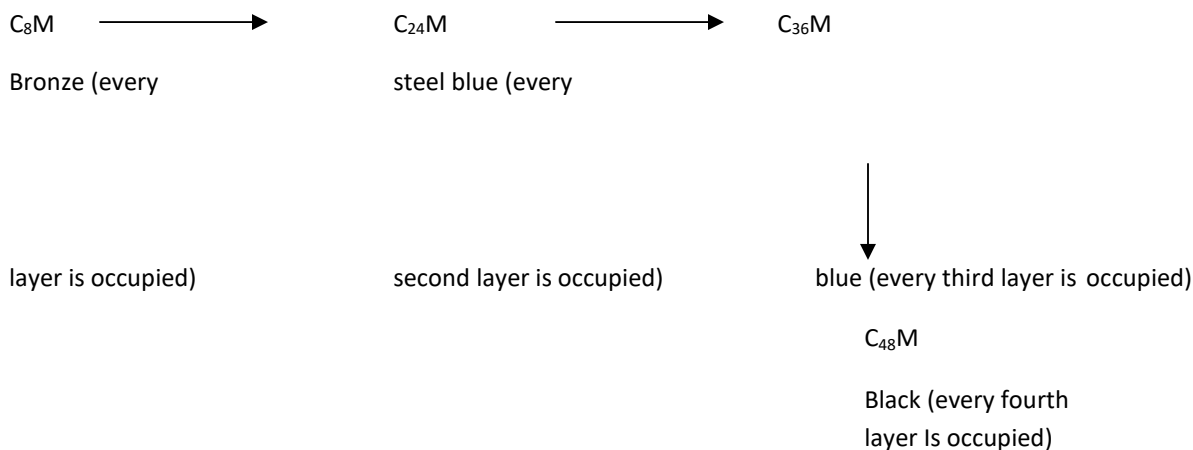 C₈M C₂₄M C₃₆M
Bronze (every steel blue (every
layer is occupied) second layer is occupied) blue (every third layer is occupied)
C₄₈M
Black (every fourth
layer Is occupied)